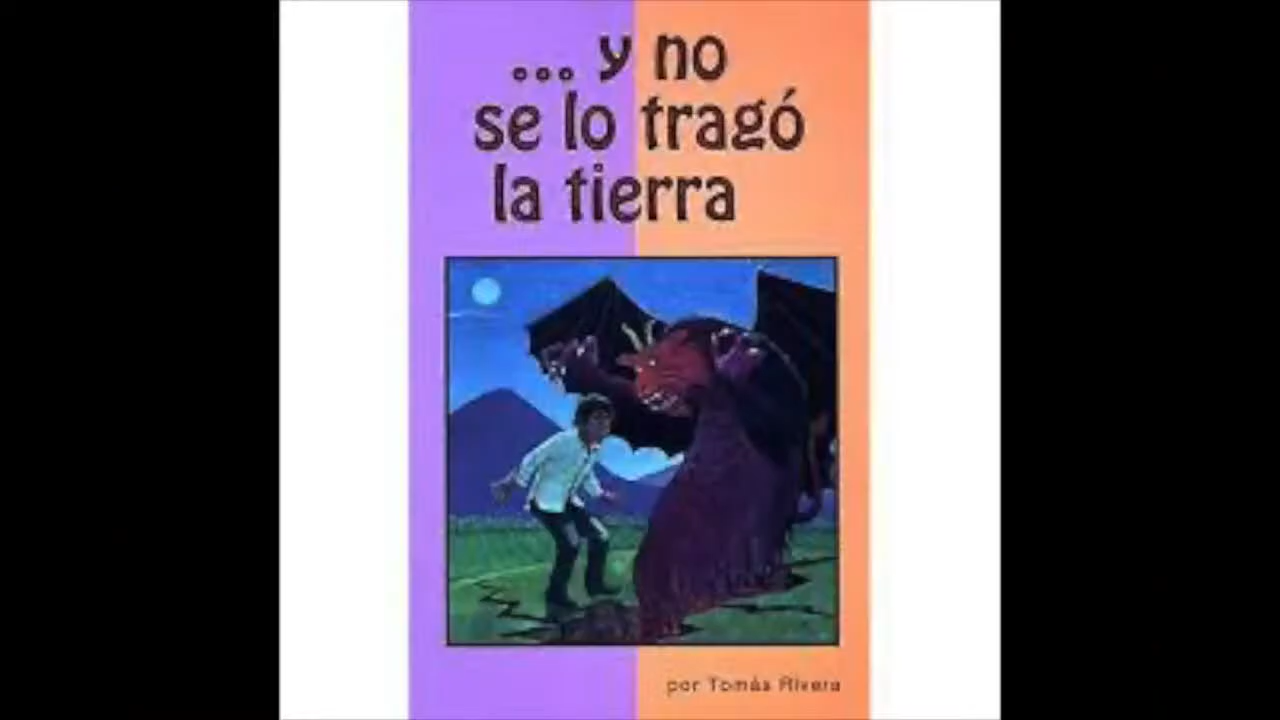 ... y no
se lo tragó
la tierra
por Tomás Rivera